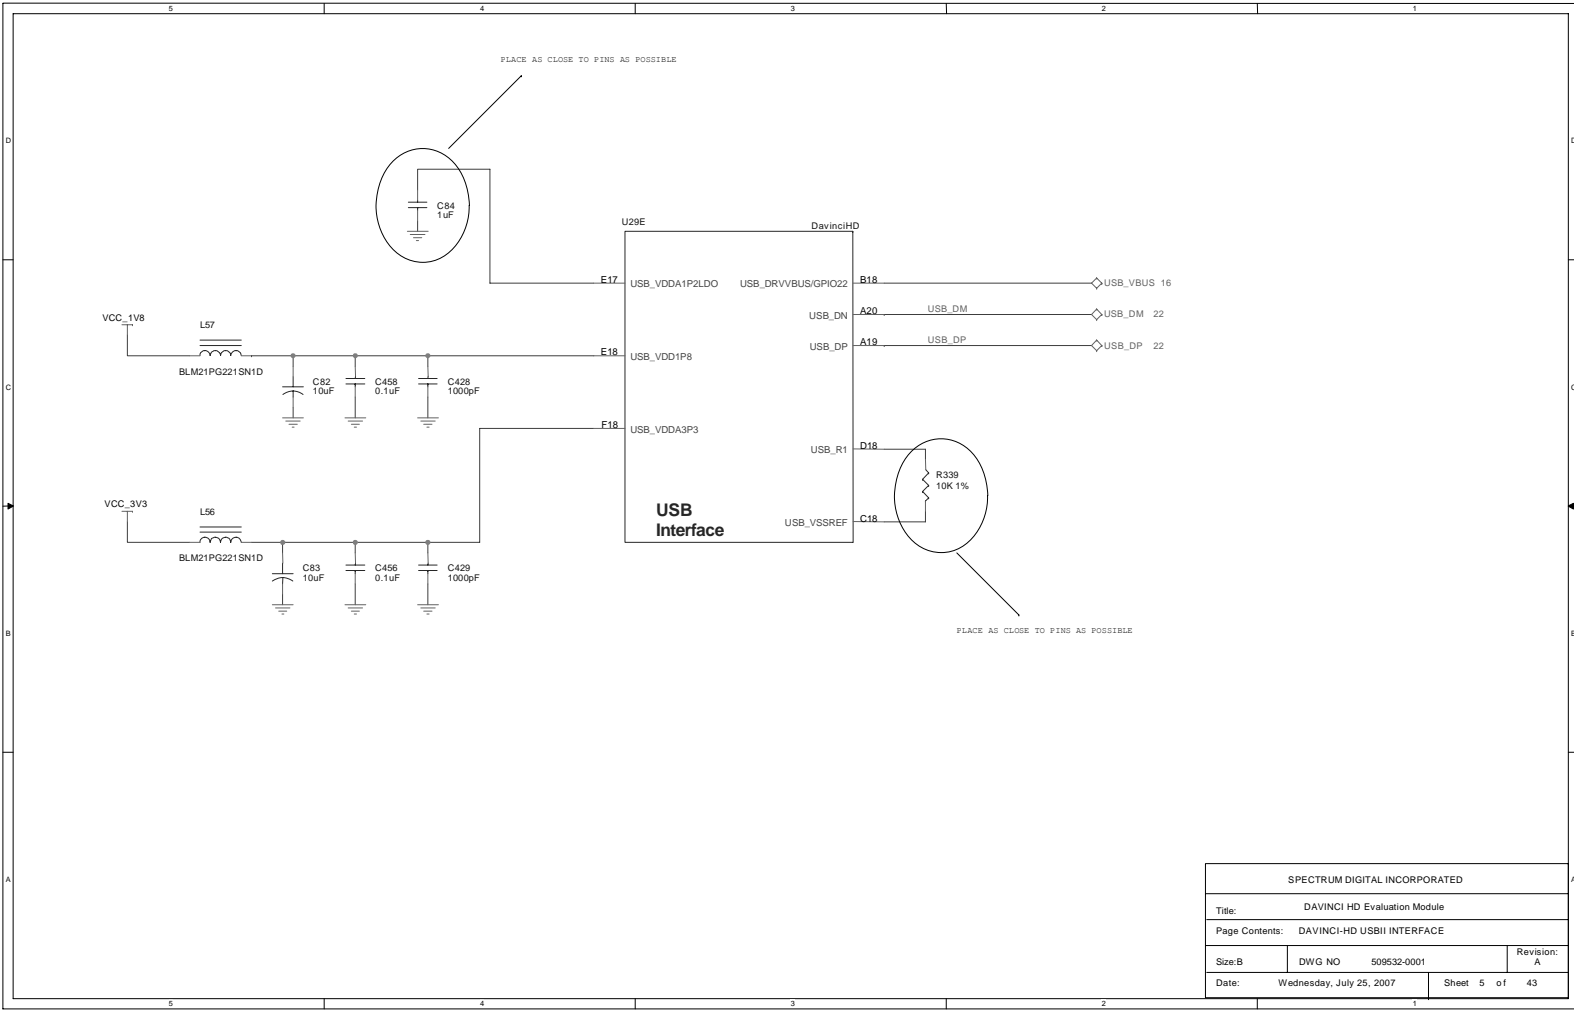 5 4 3 2 1
PLACE AS CLOSE TO PINS AS POSSIBLE
D D
C84
1uF
U29E
DavinciHD
E17 USB_VDDA1P2LDO USB_DRVVBUS/GPIO22 B18 USB_VBUS 16
USB_DN A20 USB_DM USB_DM 22
USB_DP A19 USB_DP USB_DP 22
VCC_1V8
L57
BLM21PG221SN1D
E18 USB_VDD1P8
C C
C82
10uF
C458
0.1uF
C428
1000pF
F18 USB_VDDA3P3
USB_R1 D18
R339
10K 1%
USB_VSSREF C18
USB
Interface
VCC_3V3
L56
BLM21PG221SN1D
C83
10uF
C456
0.1uF
C429
1000pF
PLACE AS CLOSE TO PINS AS POSSIBLE
B B
A A
SPECTRUM DIGITAL INCORPORATED
Title: DAVINCI HD Evaluation Module
Page Contents: DAVINCI-HD USBII INTERFACE
Size:B DWG NO 509532-0001 Revision:
A
Date: Wednesday, July 25, 2007 Sheet 5 of 43
5 4 3 2 1